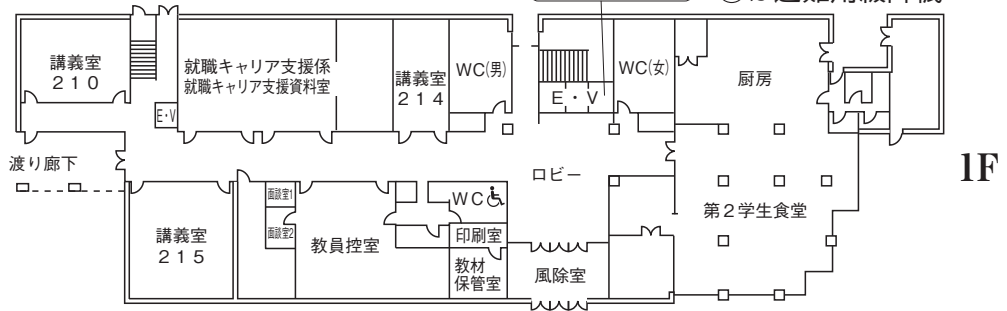 講義室
210
就職キャリア支援係
就職キャリア支援資料室
講義室
214
WC(男)
WC(女)
厨房
E・V
E・V
渡り廊下
ロビー
1F
講義室
215
面談室1
面談室2
教員控室
WC
印刷室
教材
保管室
風除室
第2学生食堂